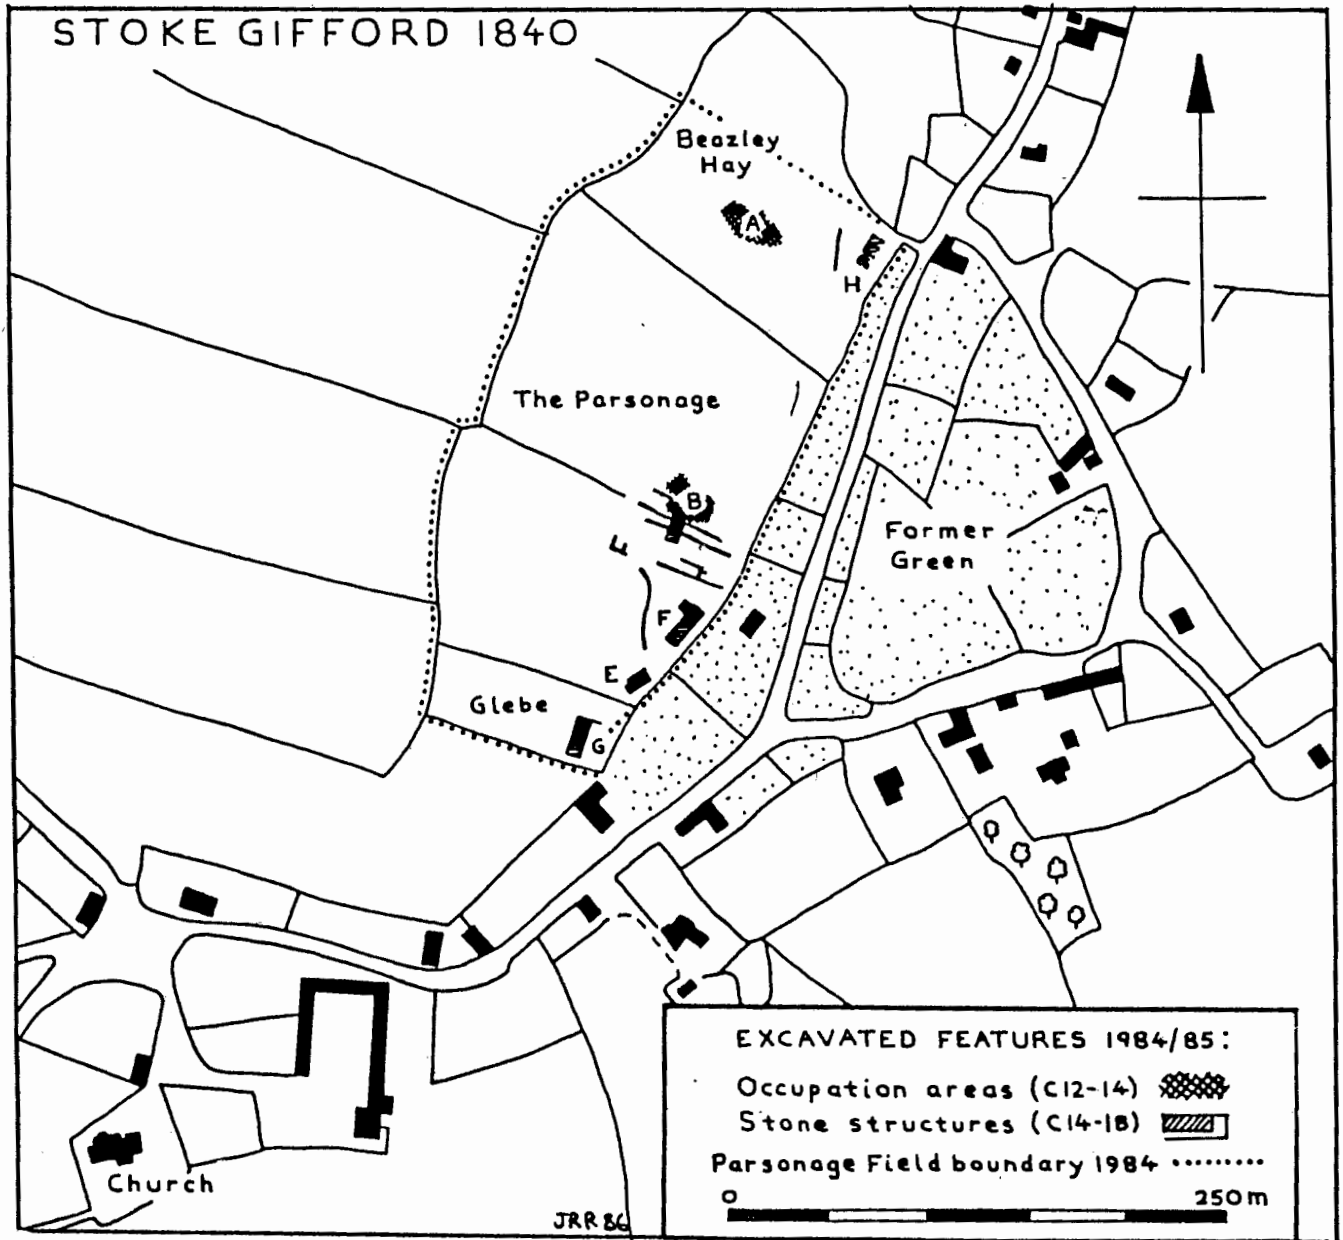 STOKE GIFFORD 1840
Beazley
Hay
A
H
The Parsonage
B
Former
Green
F
E
Glebe
G
Church
JRR 86
EXCAVATED FEATURES 1984/85:
Occupation areas (C12-14)
Stone structures (C14-18)
Parsonage Field boundary 1984
0 250m